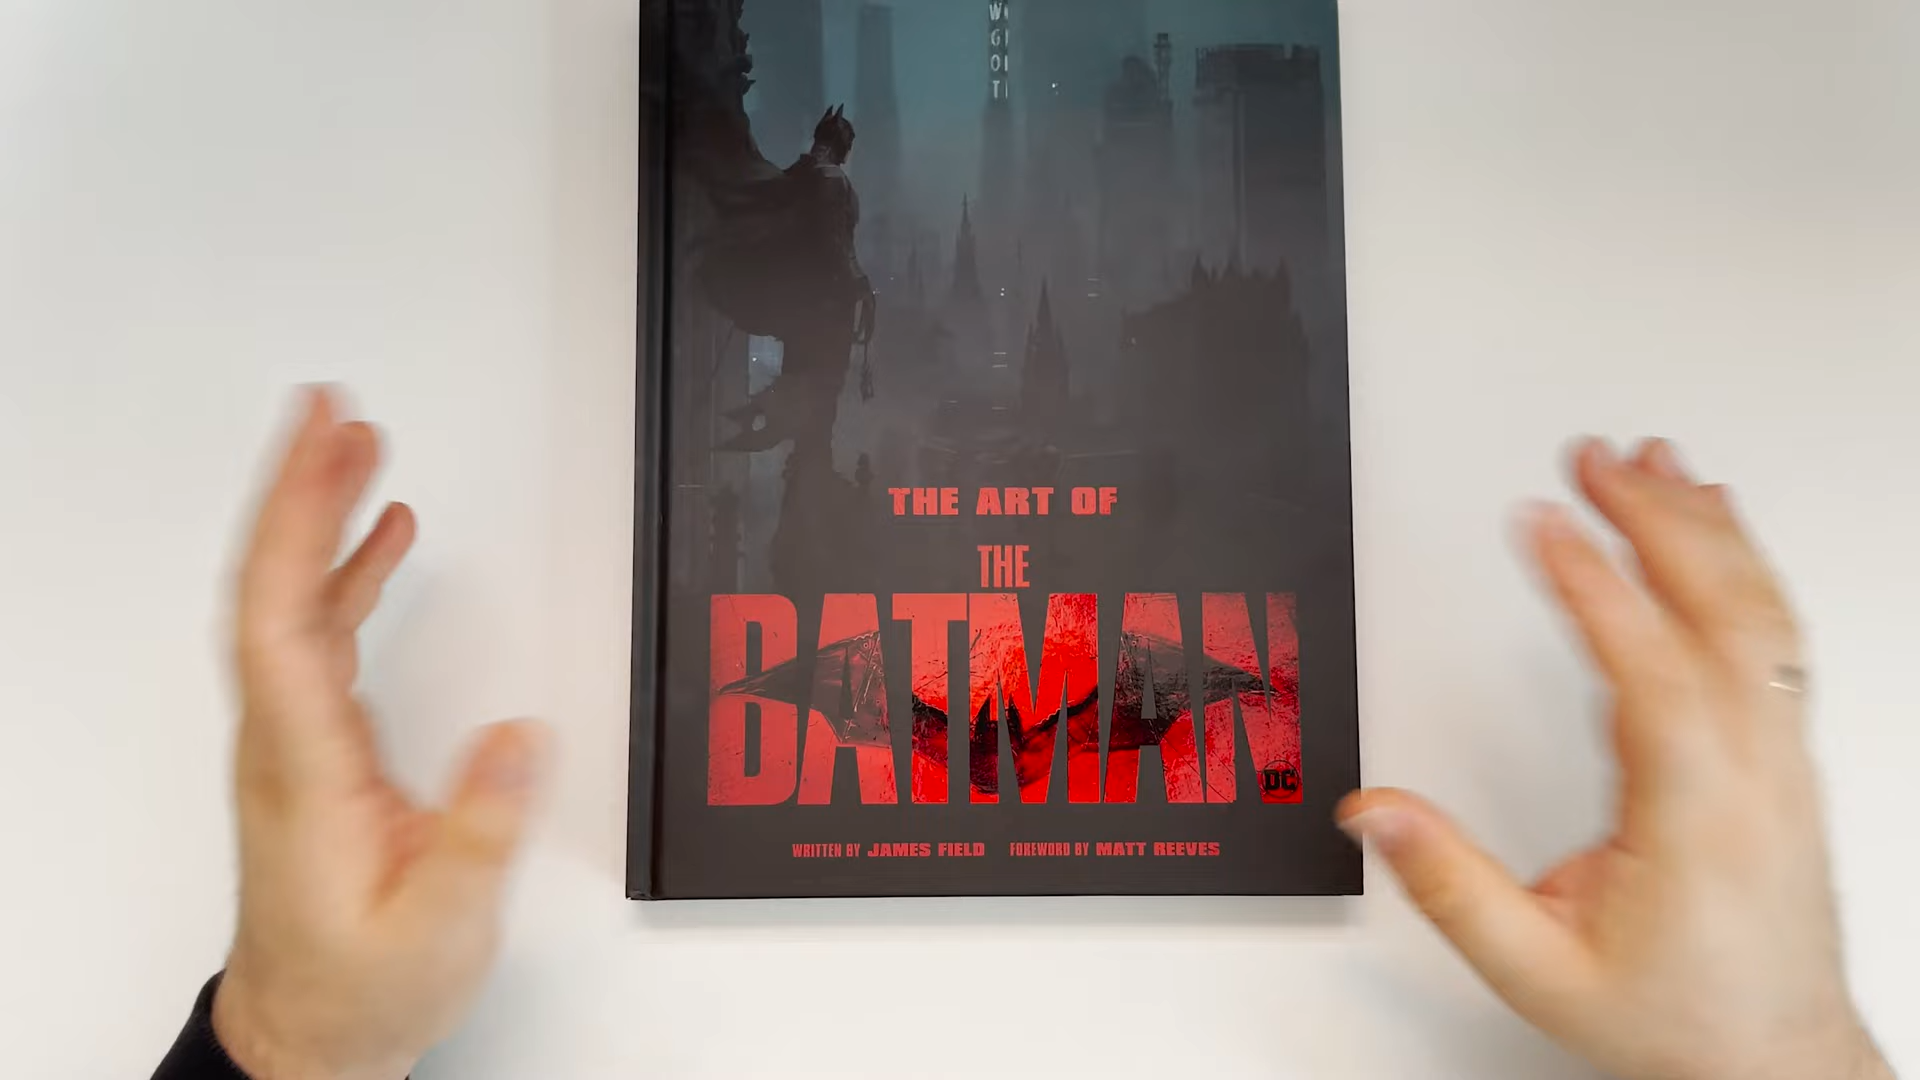 THE ART OF
THE
BATMAN
DC
WRITTEN BY JAMES FIELD FOREWORD BY MATT REEVES